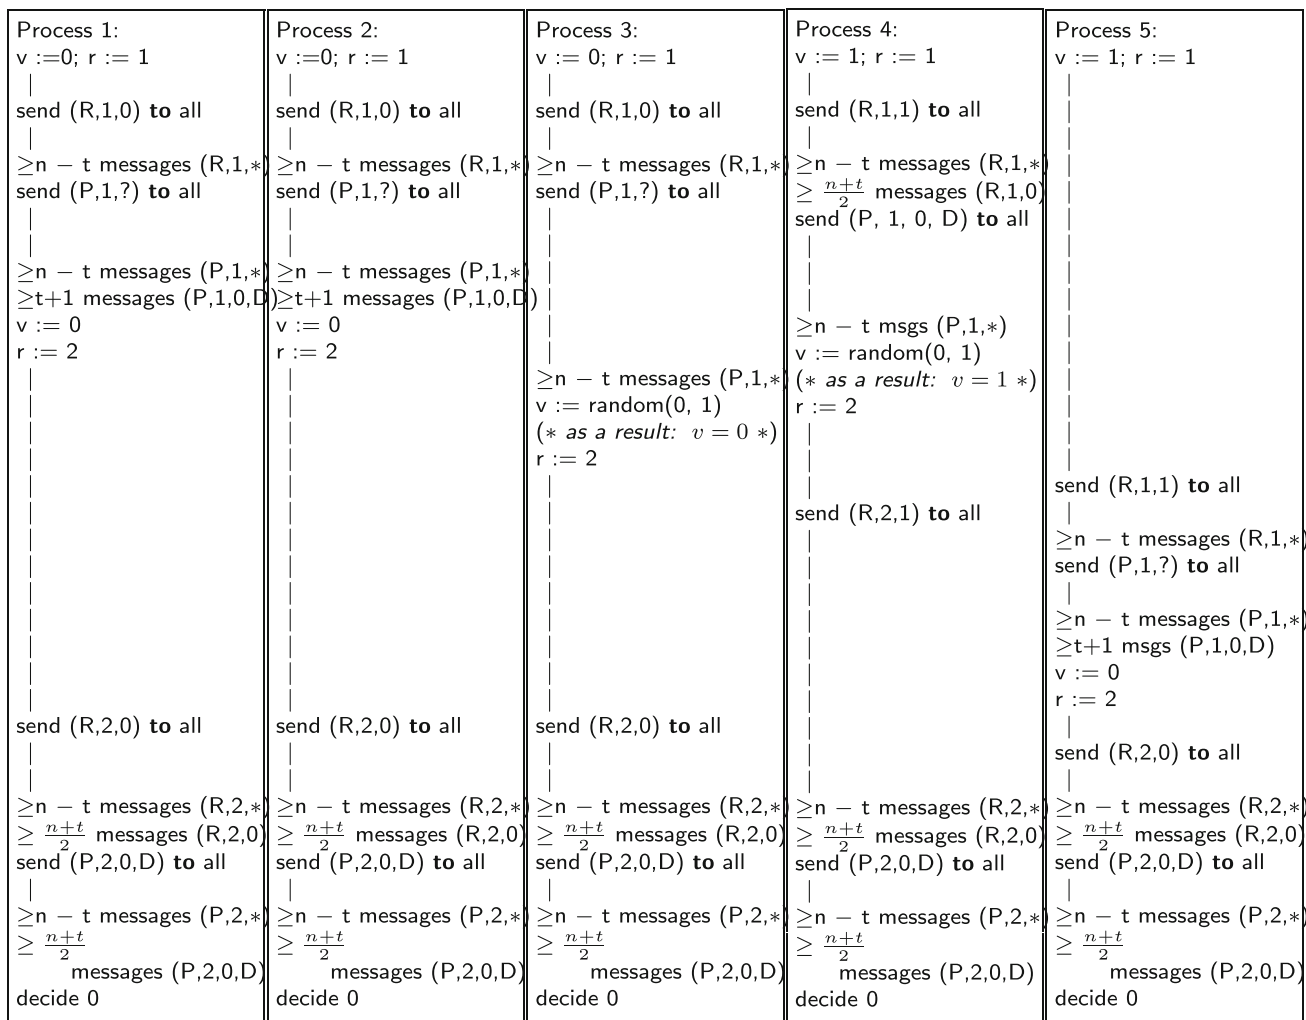 Process 1:
v :=0; r := 1
send (R,1,0) to all
≥n − t messages (R,1,∗)
send (P,1,?) to all
≥n − t messages (P,1,∗)
≥t+1 messages (P,1,0,D)
v := 0
r := 2
send (R,2,0) to all
≥n − t messages (R,2,∗)
≥ n+t/2 messages (R,2,0)
send (P,2,0,D) to all
≥n − t messages (P,2,∗)
≥ n+t/2
messages (P,2,0,D)
decide 0
Process 2:
v :=0; r := 1
send (R,1,0) to all
≥n − t messages (R,1,∗)
send (P,1,?) to all
≥n − t messages (P,1,∗)
≥t+1 messages (P,1,0,D)
v := 0
r := 2
send (R,2,0) to all
≥n − t messages (R,2,∗)
≥ n+t/2 messages (R,2,0)
send (P,2,0,D) to all
≥n − t messages (P,2,∗)
≥ n+t/2
messages (P,2,0,D)
decide 0
Process 3:
v := 0; r := 1
send (R,1,0) to all
≥n − t messages (R,1,∗)
send (P,1,?) to all
≥n − t messages (P,1,∗)
v := random(0, 1)
(∗ as a result: v = 0 ∗)
r := 2
send (R,2,0) to all
≥n − t messages (R,2,∗)
≥ n+t/2 messages (R,2,0)
send (P,2,0,D) to all
≥n − t messages (P,2,∗)
≥ n+t/2
messages (P,2,0,D)
decide 0
Process 4:
v := 1; r := 1
send (R,1,1) to all
≥n − t messages (R,1,∗)
≥ n+t/2 messages (R,1,0)
send (P, 1, 0, D) to all
≥n − t msgs (P,1,∗)
v := random(0, 1)
(∗ as a result: v = 1 ∗)
r := 2
send (R,2,1) to all
≥n − t messages (R,2,∗)
≥ n+t/2 messages (R,2,0)
send (P,2,0,D) to all
≥n − t messages (P,2,∗)
≥ n+t/2
messages (P,2,0,D)
decide 0
Process 5:
v := 1; r := 1
send (R,1,1) to all
≥n − t messages (R,1,∗)
send (P,1,?) to all
≥n − t messages (P,1,∗)
≥t+1 msgs (P,1,0,D)
v := 0
r := 2
send (R,2,0) to all
≥n − t messages (R,2,∗)
≥ n+t/2 messages (R,2,0)
send (P,2,0,D) to all
≥n − t messages (P,2,∗)
≥ n+t/2
messages (P,2,0,D)
decide 0